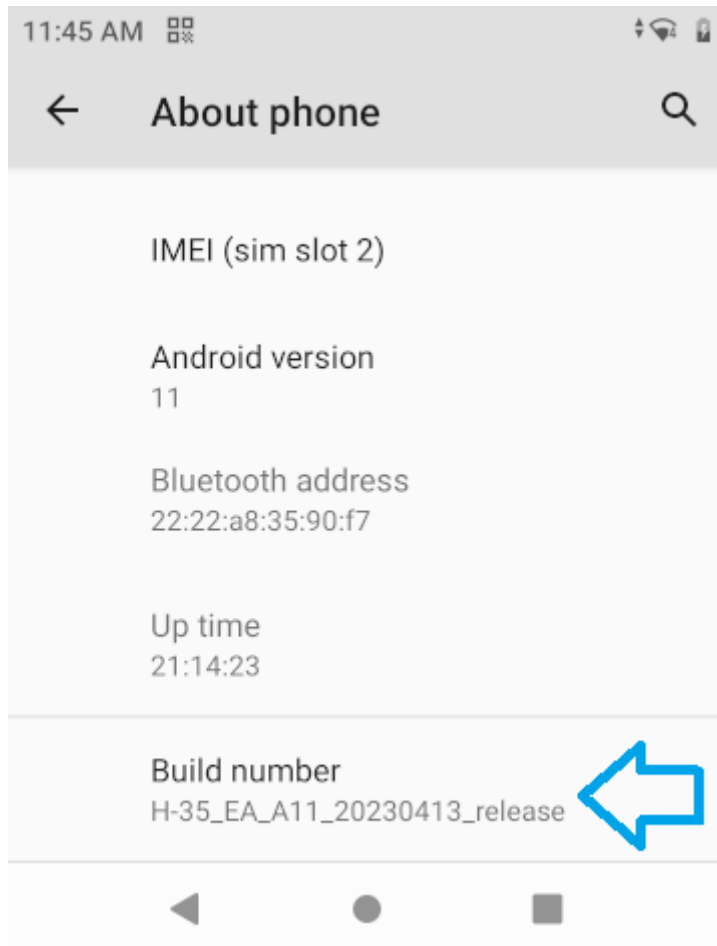 11:45 AM
About phone
IMEI (sim slot 2)
Android version
11
Bluetooth address
22:22:a8:35:90:f7
Up time
21:14:23
Build number
H-35_EA_A11_20230413_release